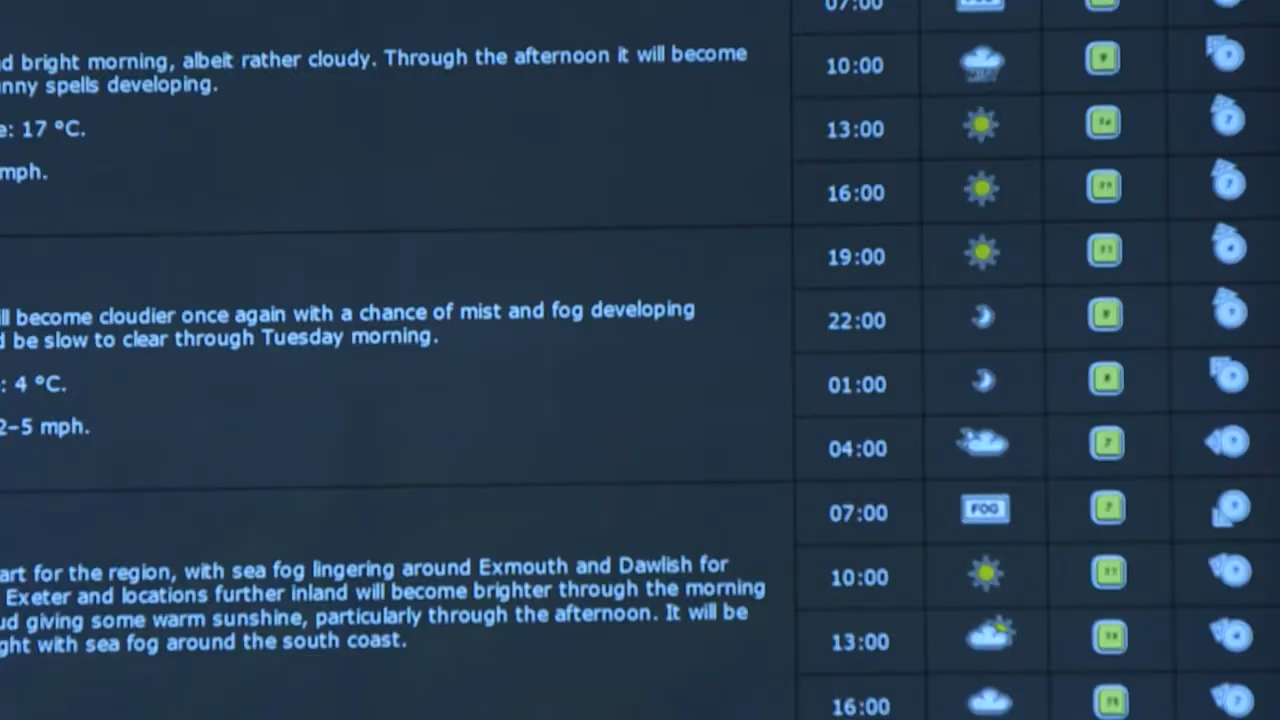 d bright morning, albeit rather cloudy. Through the afternoon it will become
nny spells developing.
e: 17 °C.
mph.
ll become cloudier once again with a chance of mist and fog developing
d be slow to clear through Tuesday morning.
: 4 °C.
2–5 mph.
art for the region, with sea fog lingering around Exmouth and Dawlish for
Exeter and locations further inland will become brighter through the morning
ud giving some warm sunshine, particularly through the afternoon. It will be
ght with sea fog around the south coast.
07:00
10:00
13:00
16:00
19:00
22:00
01:00
04:00
07:00 FOG
10:00
13:00
16:00